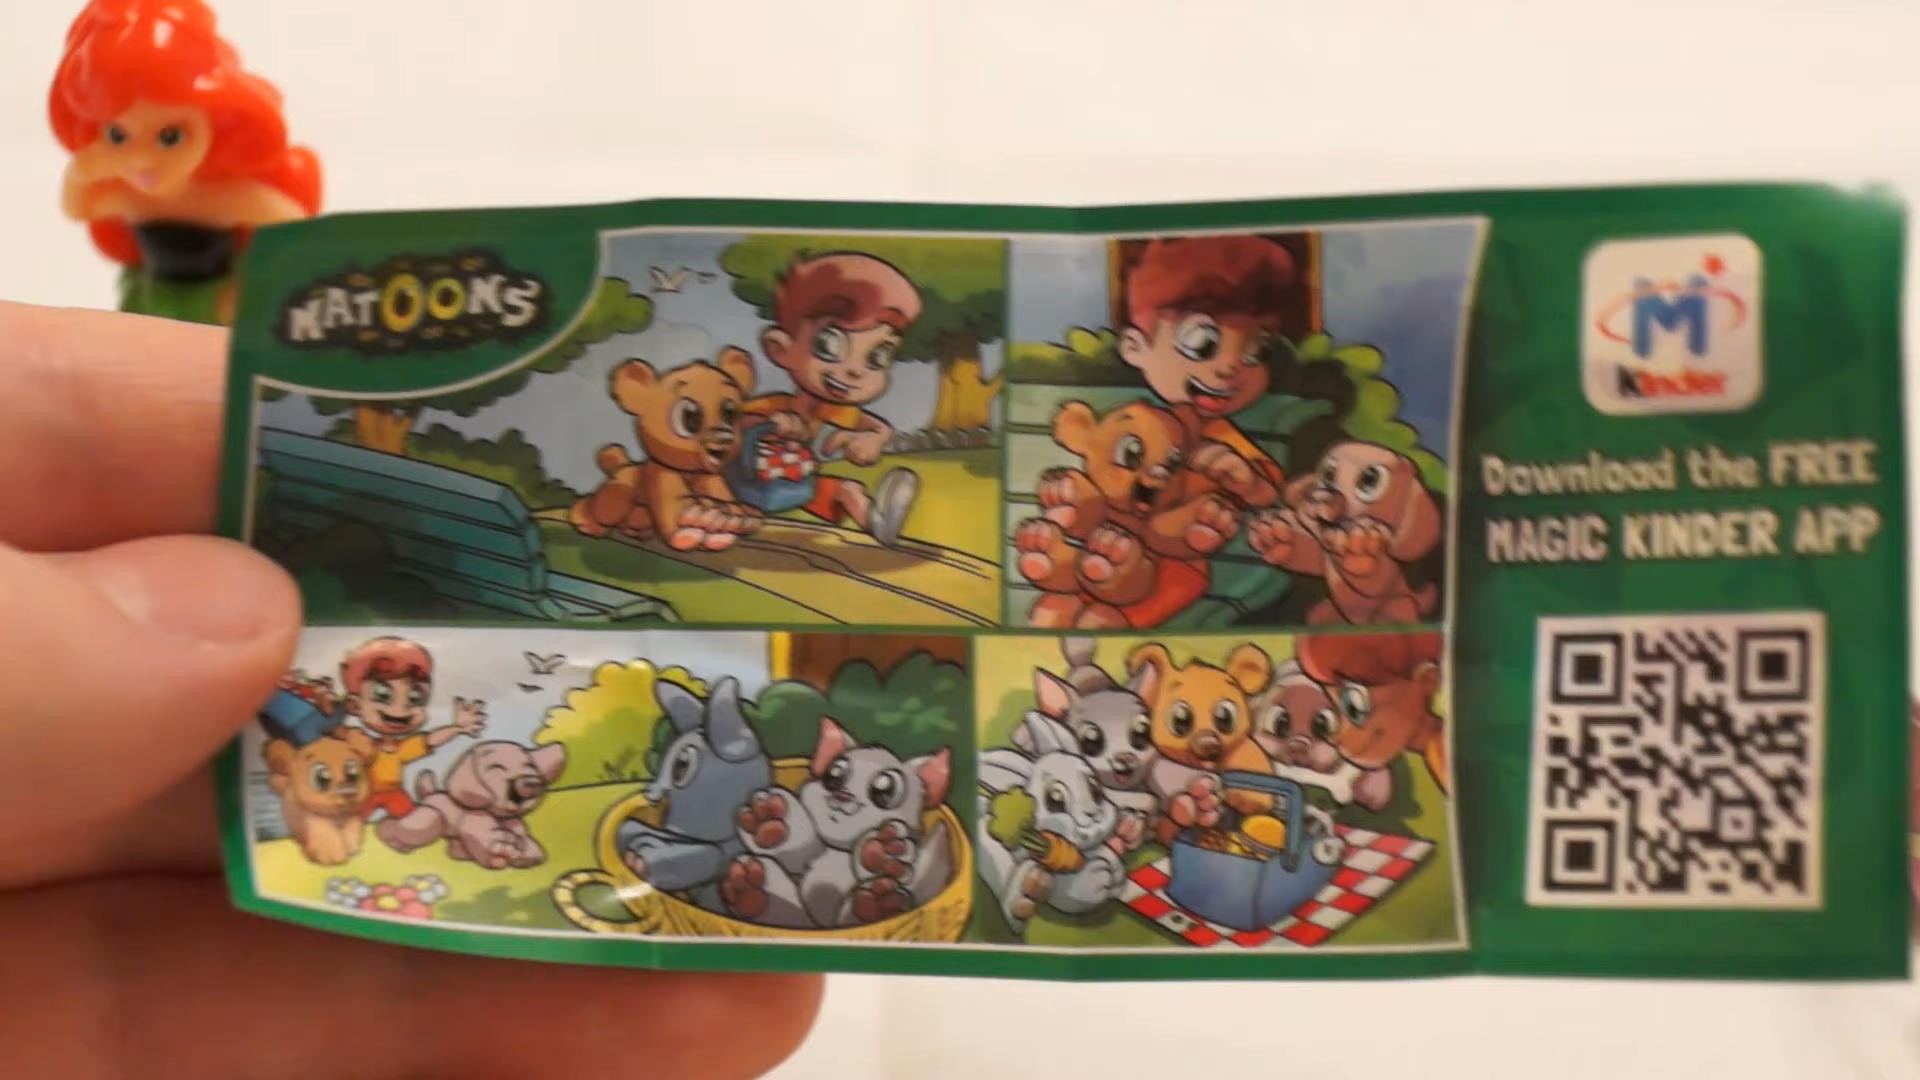 NATOONS
M
Kinder
Download the FREE
MAGIC KINDER APP